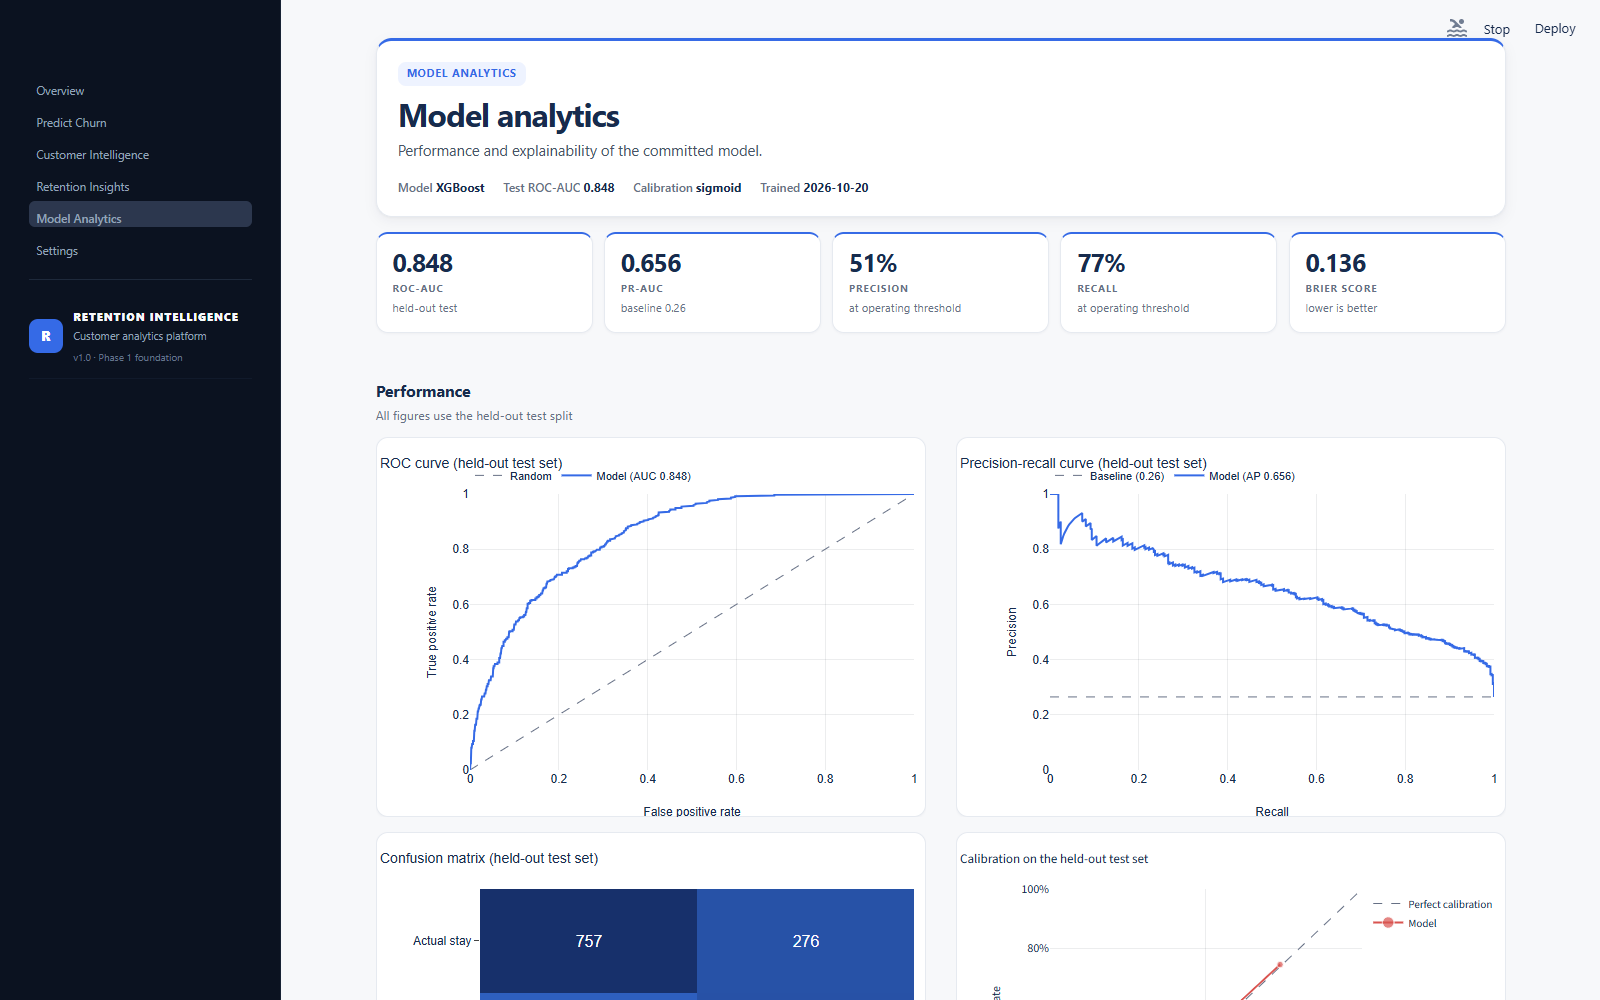 Stop
Deploy
Overview
Predict Churn
Customer Intelligence
Retention Insights
Model Analytics
Settings
R
RETENTION INTELLIGENCE
Customer analytics platform
v1.0 · Phase 1 foundation
MODEL ANALYTICS
Model analytics
Performance and explainability of the committed model.
Model XGBoost Test ROC-AUC 0.848 Calibration sigmoid Trained 2026-10-20
0.848
ROC-AUC
held-out test
0.656
PR-AUC
baseline 0.26
51%
PRECISION
at operating threshold
77%
RECALL
at operating threshold
0.136
BRIER SCORE
lower is better
Performance
All figures use the held-out test split
ROC curve (held-out test set)
Random Model (AUC 0.848)
1
0.8
0.6
0.4
0.2
0
True positive rate
0 0.2 0.4 0.6 0.8 1
False positive rate
Precision-recall curve (held-out test set)
Baseline (0.26) Model (AP 0.656)
1
0.8
0.6
0.4
0.2
0
Precision
0 0.2 0.4 0.6 0.8 1
Recall
Confusion matrix (held-out test set)
Actual stay
757 276
Calibration on the held-out test set
100%
80%
Perfect calibration
Model